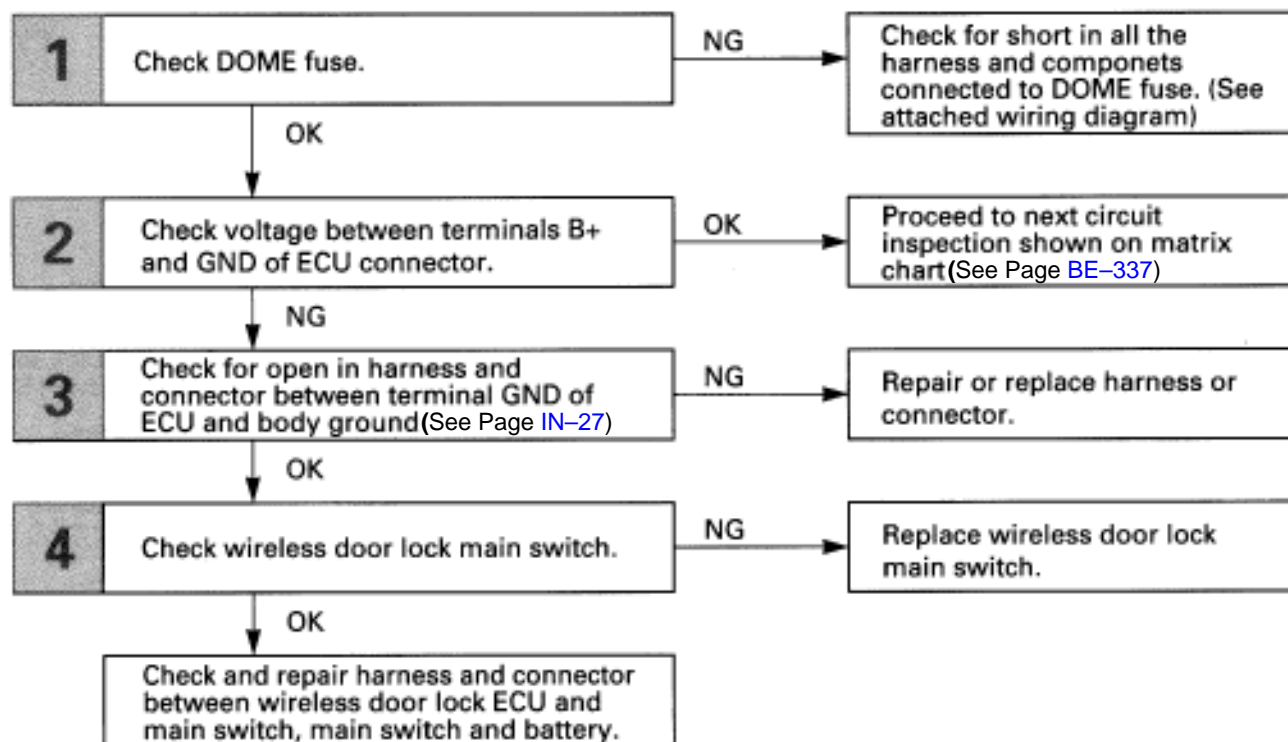 1
Check DOME fuse.
NG
Check for short in all the
harness and componets
connected to DOME fuse. (See
attached wiring diagram)
OK
2
Check voltage between terminals B+
and GND of ECU connector.
OK
Proceed to next circuit
inspection shown on matrix
chart(See Page BE–337)
NG
3
Check for open in harness and
connector between terminal GND of
ECU and body ground(See Page IN–27)
NG
Repair or replace harness or
connector.
OK
4
Check wireless door lock main switch.
NG
Replace wireless door lock
main switch.
OK
Check and repair harness and connector
between wireless door lock ECU and
main switch, main switch and battery.